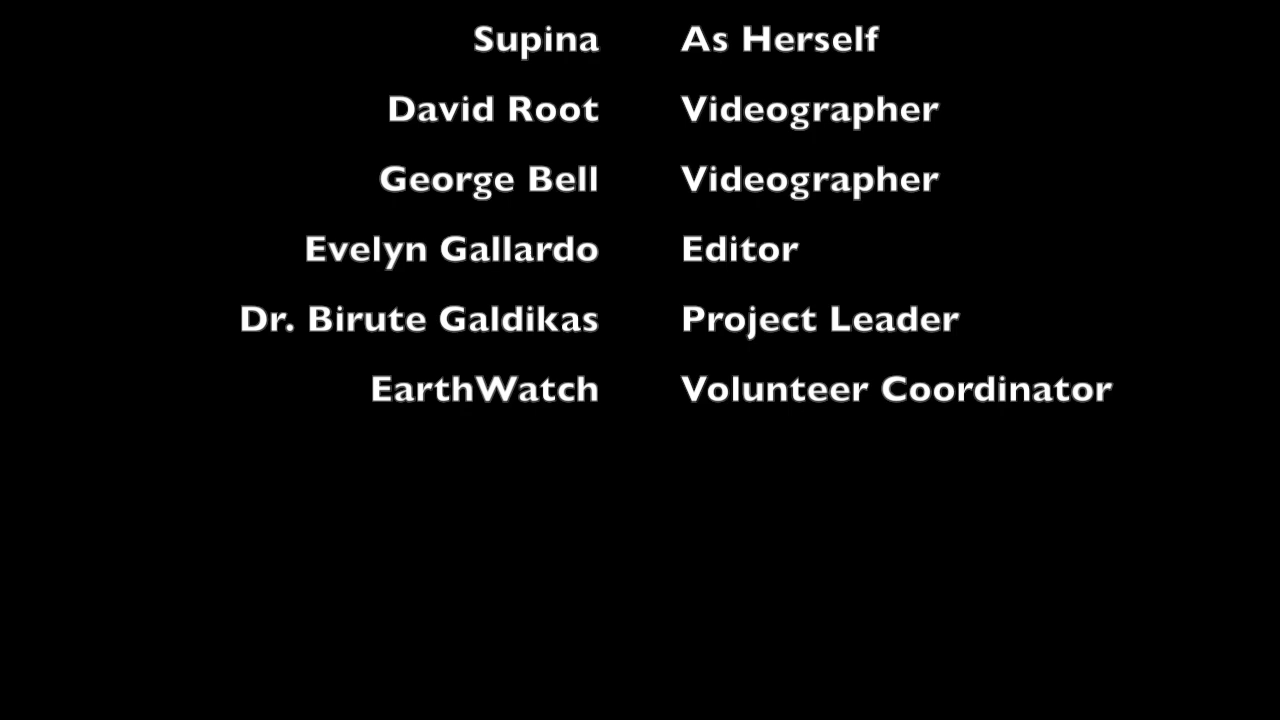 Supina As Herself
David Root Videographer
George Bell Videographer
Evelyn Gallardo Editor
Dr. Birute Galdikas Project Leader
EarthWatch Volunteer Coordinator